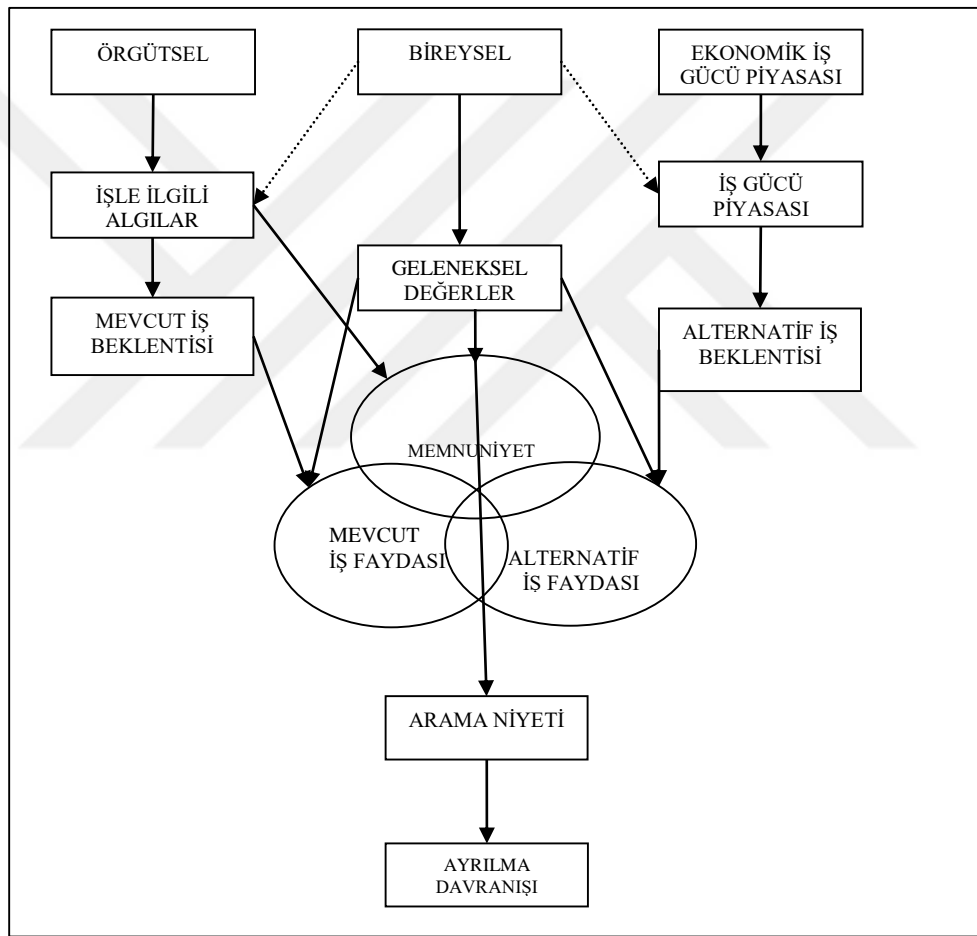 ÖRGÜTSEL
BİREYSEL
EKONOMİK İŞ
GÜCÜ PİYASASI
İŞLE İLGİLİ
ALGILAR
İŞ GÜCÜ
PİYASASI
GELENEKSEL
DEĞERLER
MEVCUT İŞ
BEKLENTİSİ
ALTERNATİF İŞ
BEKLENTİSİ
MEMNUNİYET
MEVCUT
İŞ FAYDASI
ALTERNATİF
İŞ FAYDASI
ARAMA NİYETİ
AYRILMA
DAVRANIŞI